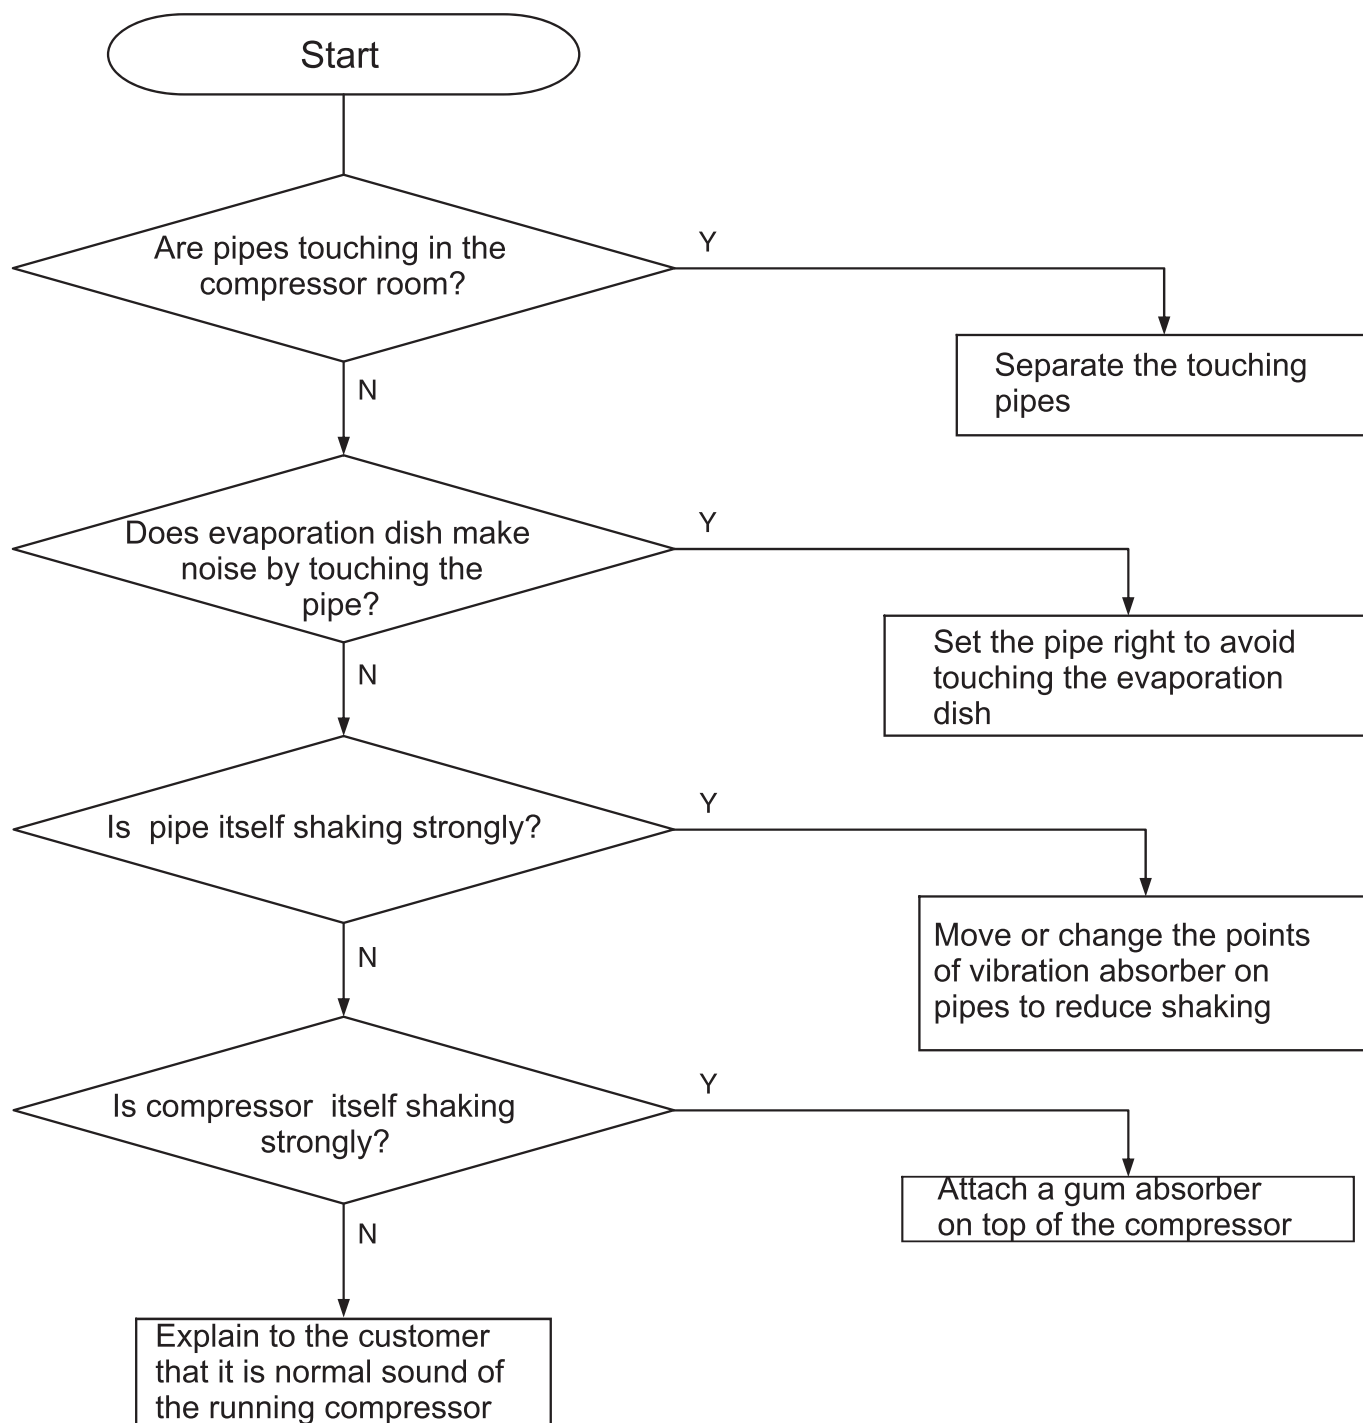 Start
Are pipes touching in the
compressor room?
Y
Separate the touching
pipes
N
Does evaporation dish make
noise by touching the
pipe?
Y
Set the pipe right to avoid
touching the evaporation
dish
N
Is pipe itself shaking strongly?
Y
Move or change the points
of vibration absorber on
pipes to reduce shaking
N
Is compressor itself shaking
strongly?
Y
Attach a gum absorber
on top of the compressor
N
Explain to the customer
that it is normal sound of
the running compressor